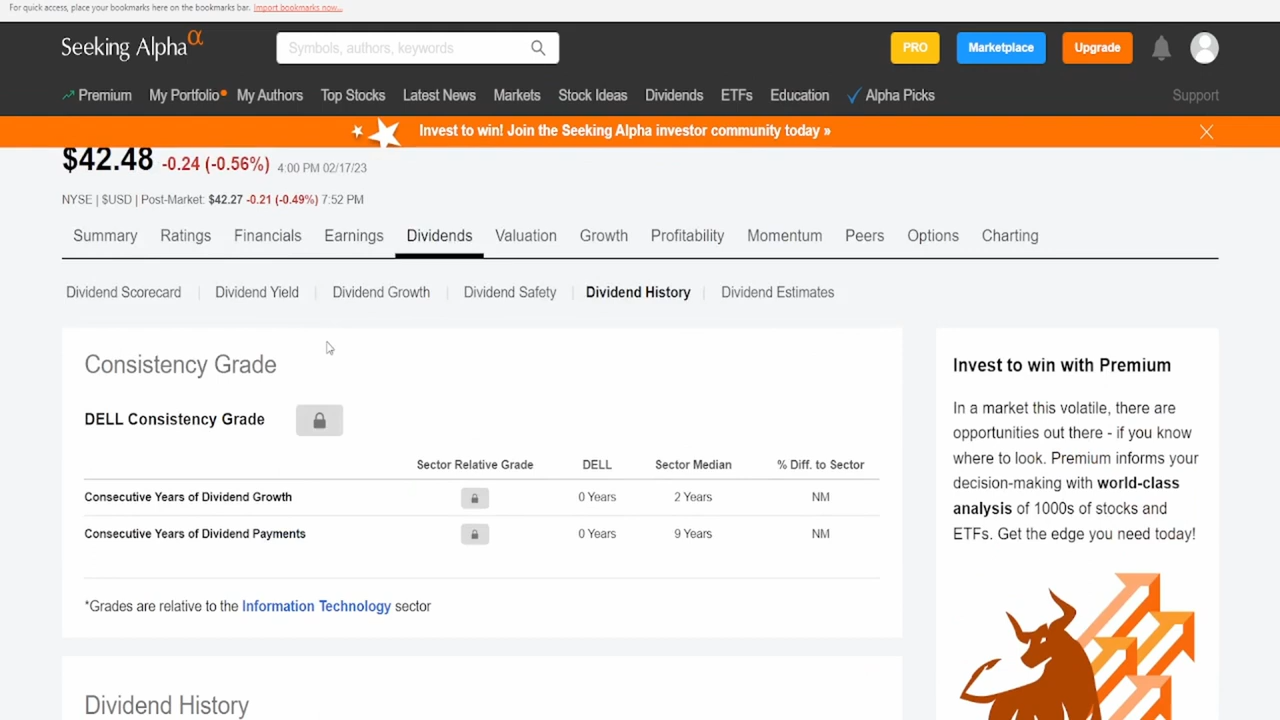 For quick access, place your bookmarks here on the bookmarks bar. Import bookmarks now...
Seeking Alpha α
Symbols, authors, keywords
PRO
Marketplace
Upgrade
Premium My Portfolio My Authors Top Stocks Latest News Markets Stock Ideas Dividends ETFs Education Alpha Picks Support
Invest to win! Join the Seeking Alpha investor community today »
$42.48 -0.24 (-0.56%) 4:00 PM 02/17/23
NYSE | $USD | Post-Market: $42.27 -0.21 (-0.49%) 7:52 PM
Summary Ratings Financials Earnings Dividends Valuation Growth Profitability Momentum Peers Options Charting
Dividend Scorecard | Dividend Yield | Dividend Growth | Dividend Safety | Dividend History | Dividend Estimates
Consistency Grade
DELL Consistency Grade
Sector Relative Grade DELL Sector Median % Diff. to Sector
Consecutive Years of Dividend Growth 0 Years 2 Years NM
Consecutive Years of Dividend Payments 0 Years 9 Years NM
*Grades are relative to the Information Technology sector
Dividend History
Invest to win with Premium
In a market this volatile, there are
opportunities out there - if you know
where to look. Premium informs your
decision-making with world-class
analysis of 1000s of stocks and
ETFs. Get the edge you need today!